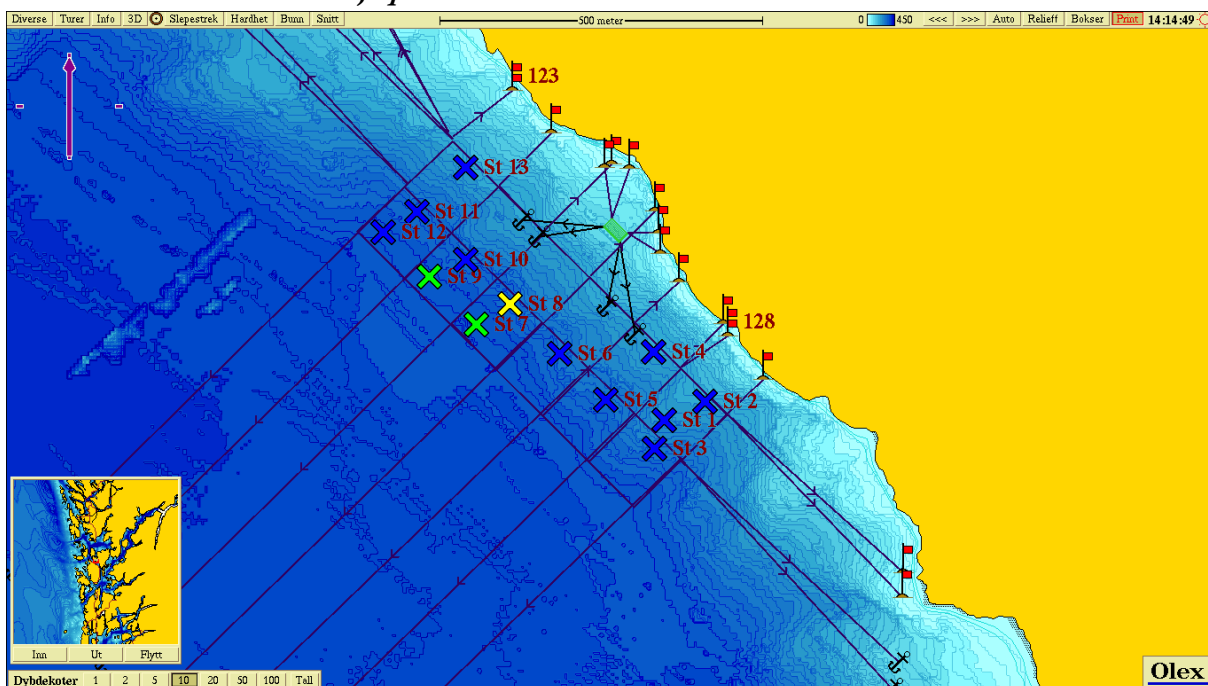 Diverse Turer Info 3D Slepestrek Hardhet Bunn Snitt 500 meter 0 450 <<< >>> Auto Relieff Bokser Print 14:14:49
123
St 13
St 11
St 12
St 10
St 9
St 8
St 7
128
St 6
St 4
St 5
St 2
St 1
St 3
Inn Ut Flytt
Olex
Dybdekoter 1 2 5 10 20 50 100 Tall